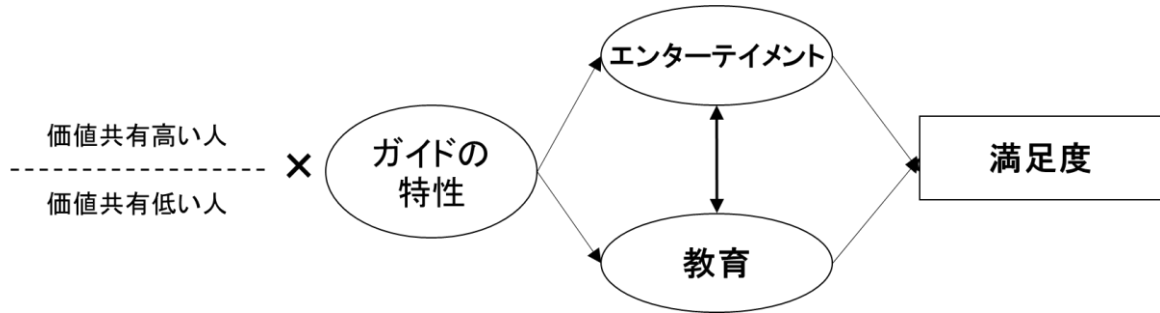 価値共有高い人
価値共有低い人
×
ガイドの
特性
エンターテイメント
教育
満足度